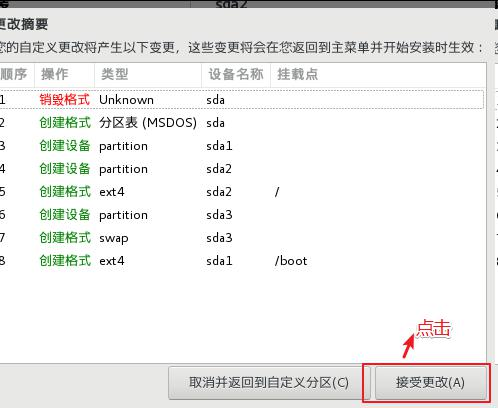 sda2
更改摘要
您的自定义更改将产生以下变更，这些变更将会在您返回到主菜单并开始安装时生效：
顺序 操作 类型 设备名称 挂载点
1 销毁格式 Unknown sda
2 创建格式 分区表 (MSDOS) sda
3 创建设备 partition sda1
4 创建设备 partition sda2
5 创建格式 ext4 sda2 /
6 创建设备 partition sda3
7 创建格式 swap sda3
8 创建格式 ext4 sda1 /boot
点击
取消并返回到自定义分区(C) 接受更改(A)